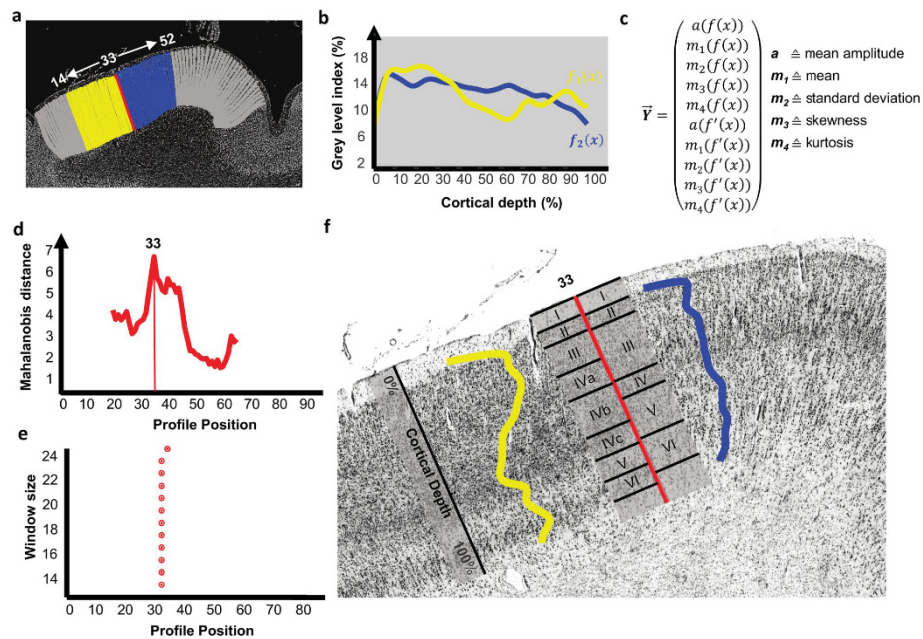 a
14
33
52
b
Grey level index (%)
22
18
14
10
6
2
f₁(x)
f₂(x)
0 10 20 30 40 50 60 70 80 90 100
Cortical depth (%)
c
Y⃗ =
a(f(x))
m₁(f(x))
m₂(f(x))
m₃(f(x))
m₄(f(x))
a(f'(x))
m₁(f'(x))
m₂(f'(x))
m₃(f'(x))
m₄(f'(x))
a ≙ mean amplitude
m₁ ≙ mean
m₂ ≙ standard deviation
m₃ ≙ skewness
m₄ ≙ kurtosis
d
33
Mahalanobis distance
7
6
5
4
3
2
1
0 10 20 30 40 50 60 70 80 90
Profile Position
e
Window size
24
22
20
18
16
14
0 10 20 30 40 50 60 70 80 90
Profile Position
f
33
0%
Cortical Depth
100%
I I
II II
III III
IVa IV
IVb V
IVc VI
V
VI